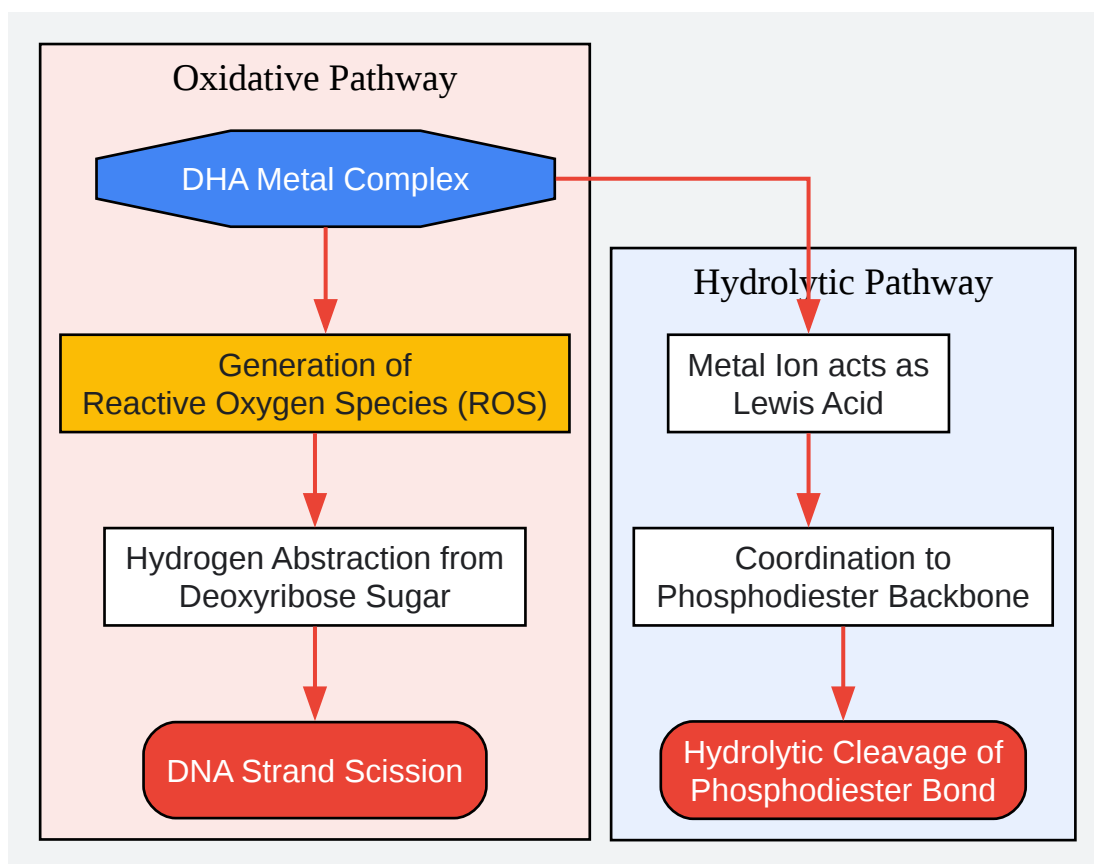 Oxidative Pathway
DHA Metal Complex
Generation of
Reactive Oxygen Species (ROS)
Hydrogen Abstraction from
Deoxyribose Sugar
DNA Strand Scission
Hydrolytic Pathway
Metal Ion acts as
Lewis Acid
Coordination to
Phosphodiester Backbone
Hydrolytic Cleavage of
Phosphodiester Bond